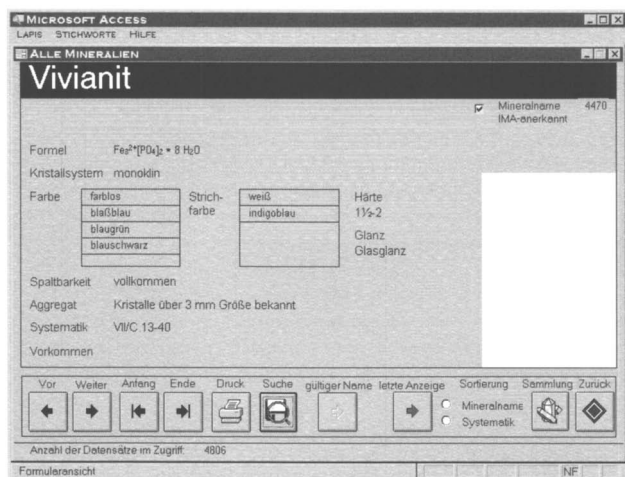 MICROSOFT ACCESS
LAPIS STICHWORTE HILFE
ALLE MINERALIEN
Vivianit
Mineralname 4470
IMA-anerkannt
Formel Fe₃²⁺[PO₄]₂ * 8 H₂O
Kristallsystem monoklin
Farbe farblos Strich- weiß Härte
blaßblau farbe indigoblau 1½-2
blaugrün Glanz
blauschwarz Glasglanz
Spaltbarkeit vollkommen
Aggregat Kristalle über 3 mm Größe bekannt
Systematik VII/C 13-40
Vorkommen
Vor Weiter Anfang Ende Druck Suche gültiger Name letzte Anzeige Sortierung Sammlung Zurück
Mineralname
Systematik
Anzahl der Datensätze im Zugriff: 4806
Formularansicht NF